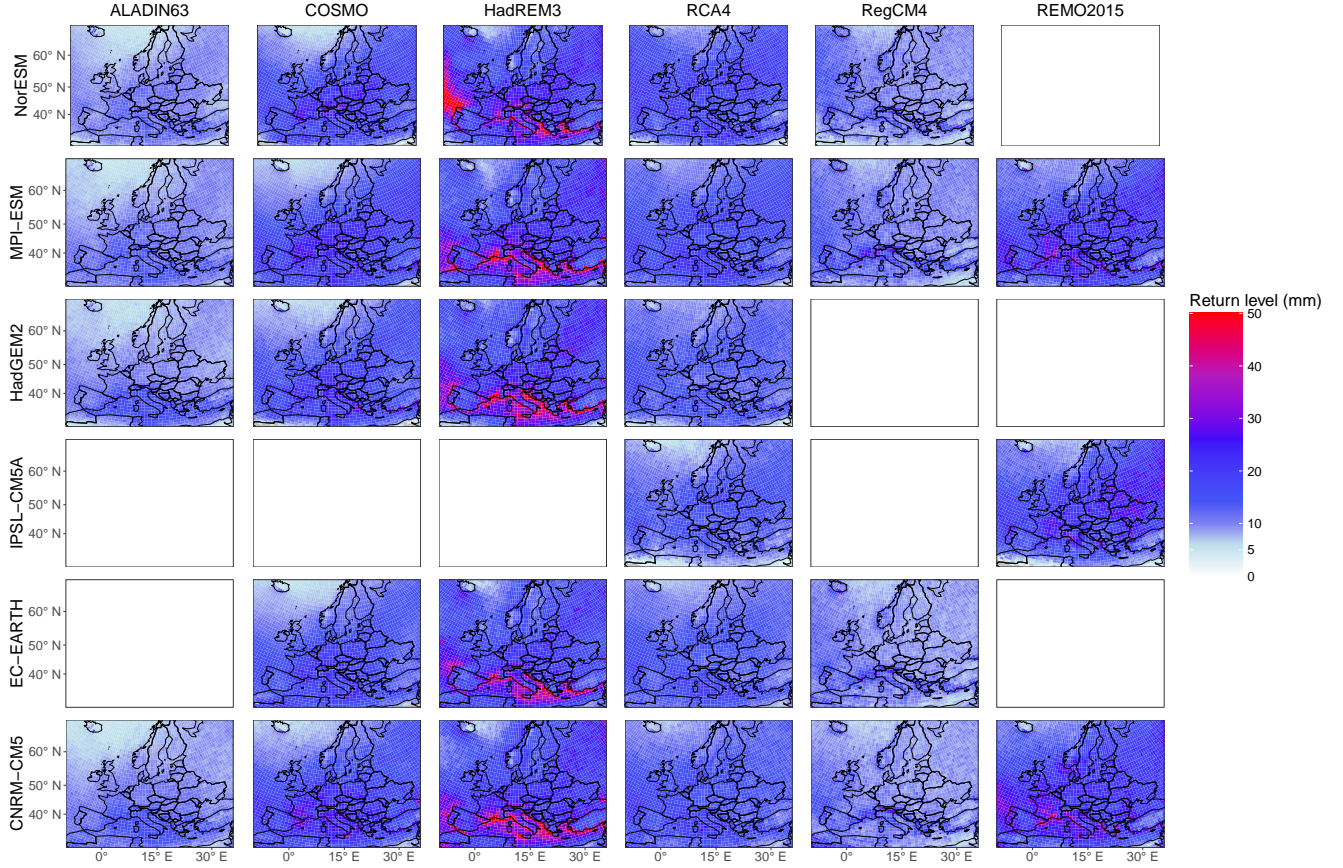 ALADIN63 COSMO HadREM3 RCA4 RegCM4 REMO2015
NorESM
60° N
50° N
40° N
MPI−ESM
60° N
50° N
40° N
HadGEM2
60° N
50° N
40° N
Return level (mm)
50
40
30
20
10
5
0
IPSL−CM5A
60° N
50° N
40° N
EC−EARTH
60° N
50° N
40° N
CNRM−CM5
60° N
50° N
40° N
0° 15° E 30° E 0° 15° E 30° E 0° 15° E 30° E 0° 15° E 30° E 0° 15° E 30° E 0° 15° E 30° E